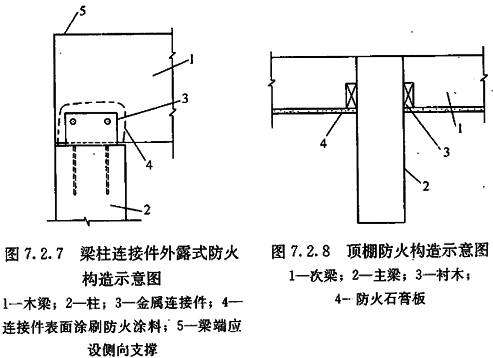 5
1
3
4
2
图 7.2.7 梁柱连接件外露式防火
构造示意图
1—木梁；2—柱；3—金属连接件；4—
连接件表面涂刷防火涂料；5—梁端应
设侧向支撑
4
3
1
2
图 7.2.8 顶棚防火构造示意图
1—次梁；2—主梁；3—衬木；
4—防火石膏板